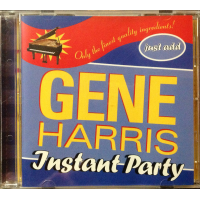 Only the finest quality ingredients!
just add
GENE
HARRIS
Instant Party